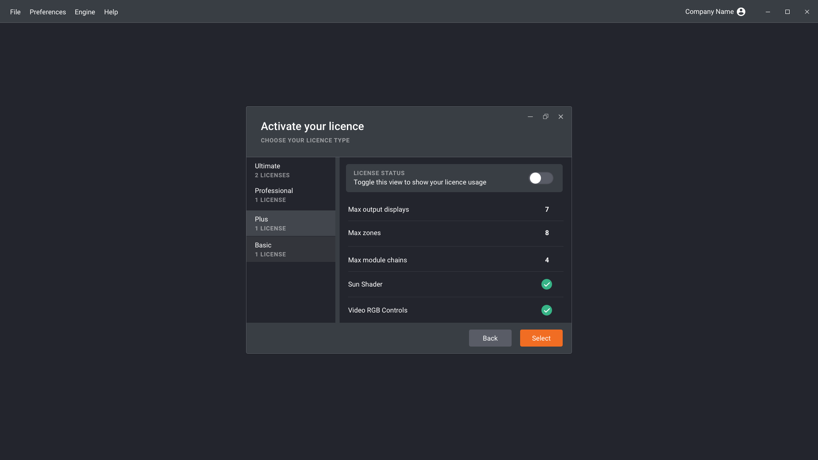 File Preferences Engine Help Company Name
Activate your licence
CHOOSE YOUR LICENCE TYPE
Ultimate
2 LICENSES
Professional
1 LICENSE
Plus
1 LICENSE
Basic
1 LICENSE
LICENSE STATUS
Toggle this view to show your licence usage
Max output displays 7
Max zones 8
Max module chains 4
Sun Shader
Video RGB Controls
Back Select